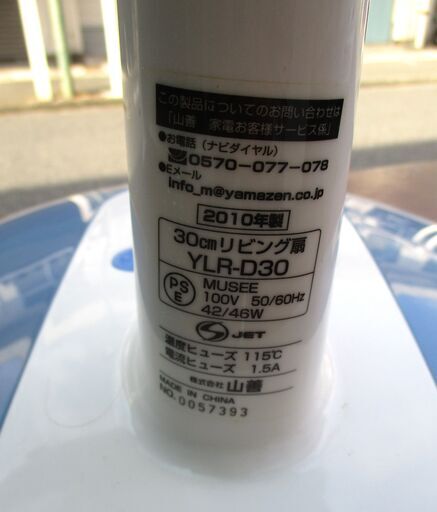 この製品についてのお問い合わせは
「山善 家電お客様サービス係」
●お電話（ナビダイヤル）
0570-077-078
●Eメール
info_m@yamazen.co.jp
2010年製
30cmリビング扇
YLR-D30
PS
E
MUSEE
100V 50/60Hz
42/46W
S JET
温度ヒューズ 115℃
電流ヒューズ 1.5A
株式会社 山善
MADE IN CHINA
NO.0057393